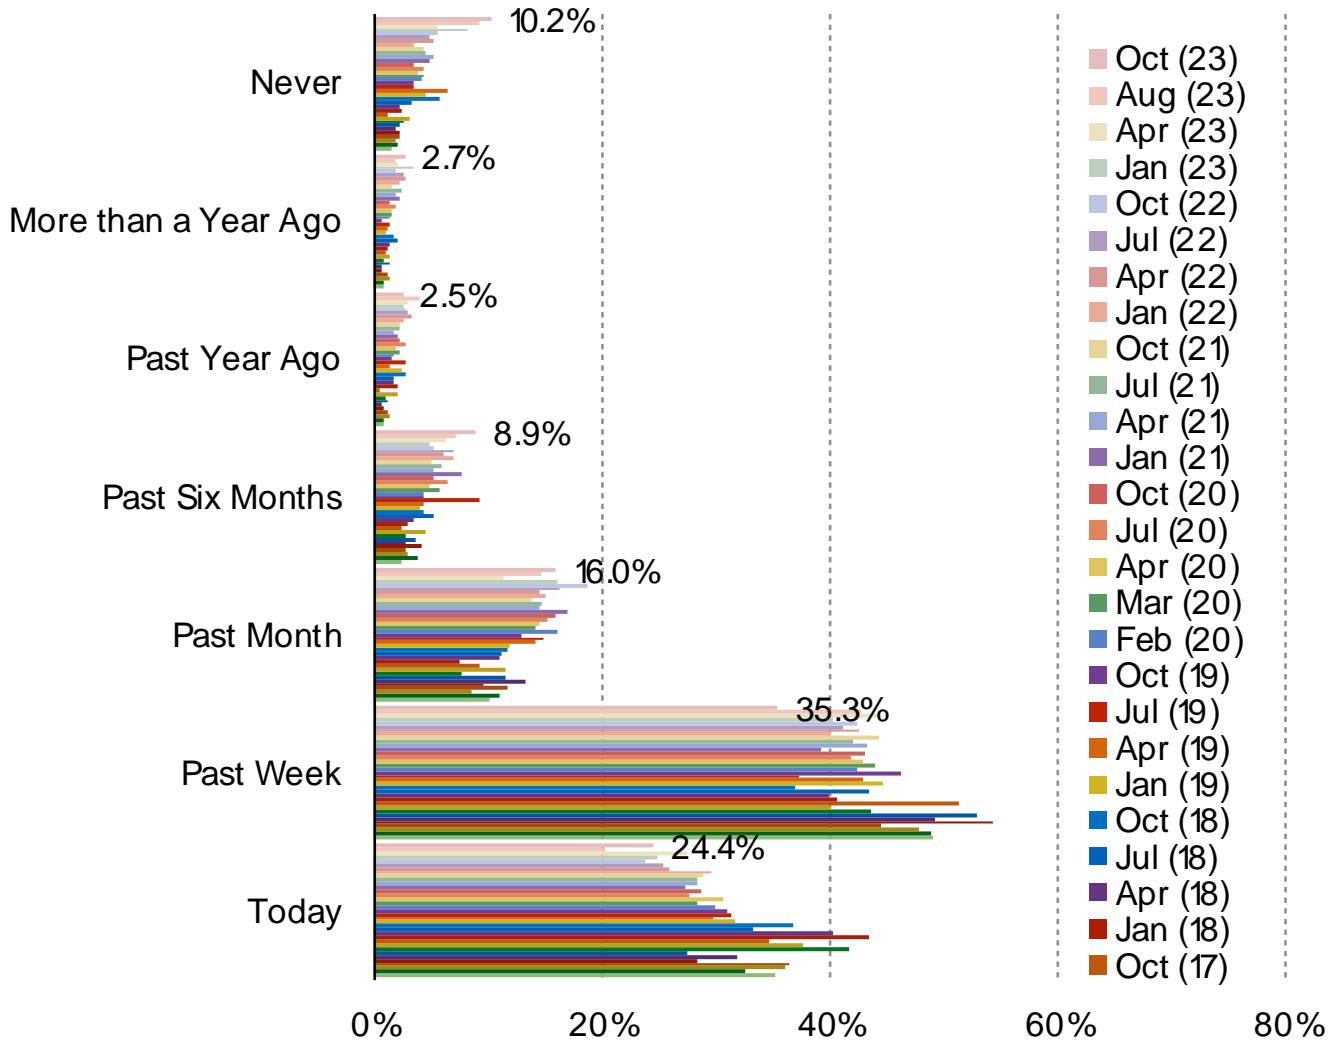 10.2%
Never
2.7%
More than a Year Ago
2.5%
Past Year Ago
8.9%
Past Six Months
16.0%
Past Month
35.3%
Past Week
24.4%
Today
0%
20%
40%
60%
80%
Oct (23)
Aug (23)
Apr (23)
Jan (23)
Oct (22)
Jul (22)
Apr (22)
Jan (22)
Oct (21)
Jul (21)
Apr (21)
Jan (21)
Oct (20)
Jul (20)
Apr (20)
Mar (20)
Feb (20)
Oct (19)
Jul (19)
Apr (19)
Jan (19)
Oct (18)
Jul (18)
Apr (18)
Jan (18)
Oct (17)